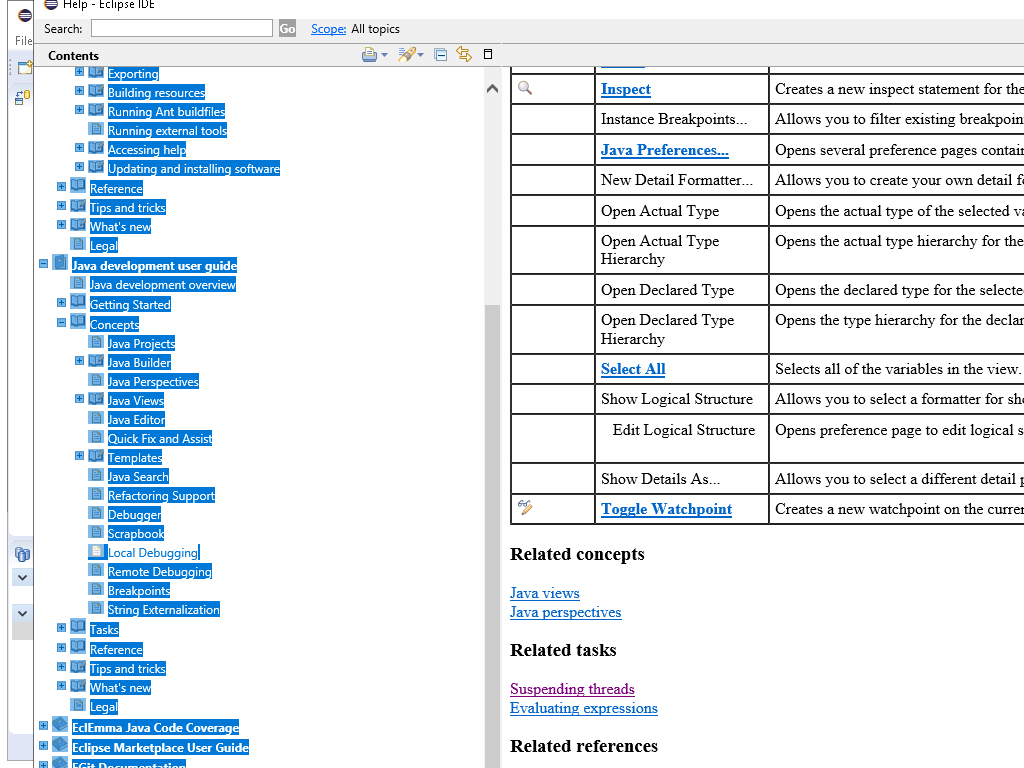 Help - Eclipse IDE
File
Search:
Go
Scope: All topics
Contents
Exporting
Building resources
Running Ant buildfiles
Running external tools
Accessing help
Updating and installing software
Reference
Tips and tricks
What's new
Legal
Java development user guide
Java development overview
Getting Started
Concepts
Java Projects
Java Builder
Java Perspectives
Java Views
Java Editor
Quick Fix and Assist
Templates
Java Search
Refactoring Support
Debugger
Scrapbook
Local Debugging
Remote Debugging
Breakpoints
String Externalization
Tasks
Reference
Tips and tricks
What's new
Legal
EclEmma Java Code Coverage
Eclipse Marketplace User Guide
EGit Documentation
Inspect Creates a new inspect statement for the
Instance Breakpoints... Allows you to filter existing breakpoin
Java Preferences... Opens several preference pages contain
New Detail Formatter... Allows you to create your own detail fo
Open Actual Type Opens the actual type of the selected va
Open Actual Type Opens the actual type hierarchy for the
Hierarchy
Open Declared Type Opens the declared type for the selecte
Open Declared Type Opens the type hierarchy for the declar
Hierarchy
Select All Selects all of the variables in the view.
Show Logical Structure Allows you to select a formatter for sho
Edit Logical Structure Opens preference page to edit logical s
Show Details As... Allows you to select a different detail p
Toggle Watchpoint Creates a new watchpoint on the curren
Related concepts
Java views
Java perspectives
Related tasks
Suspending threads
Evaluating expressions
Related references